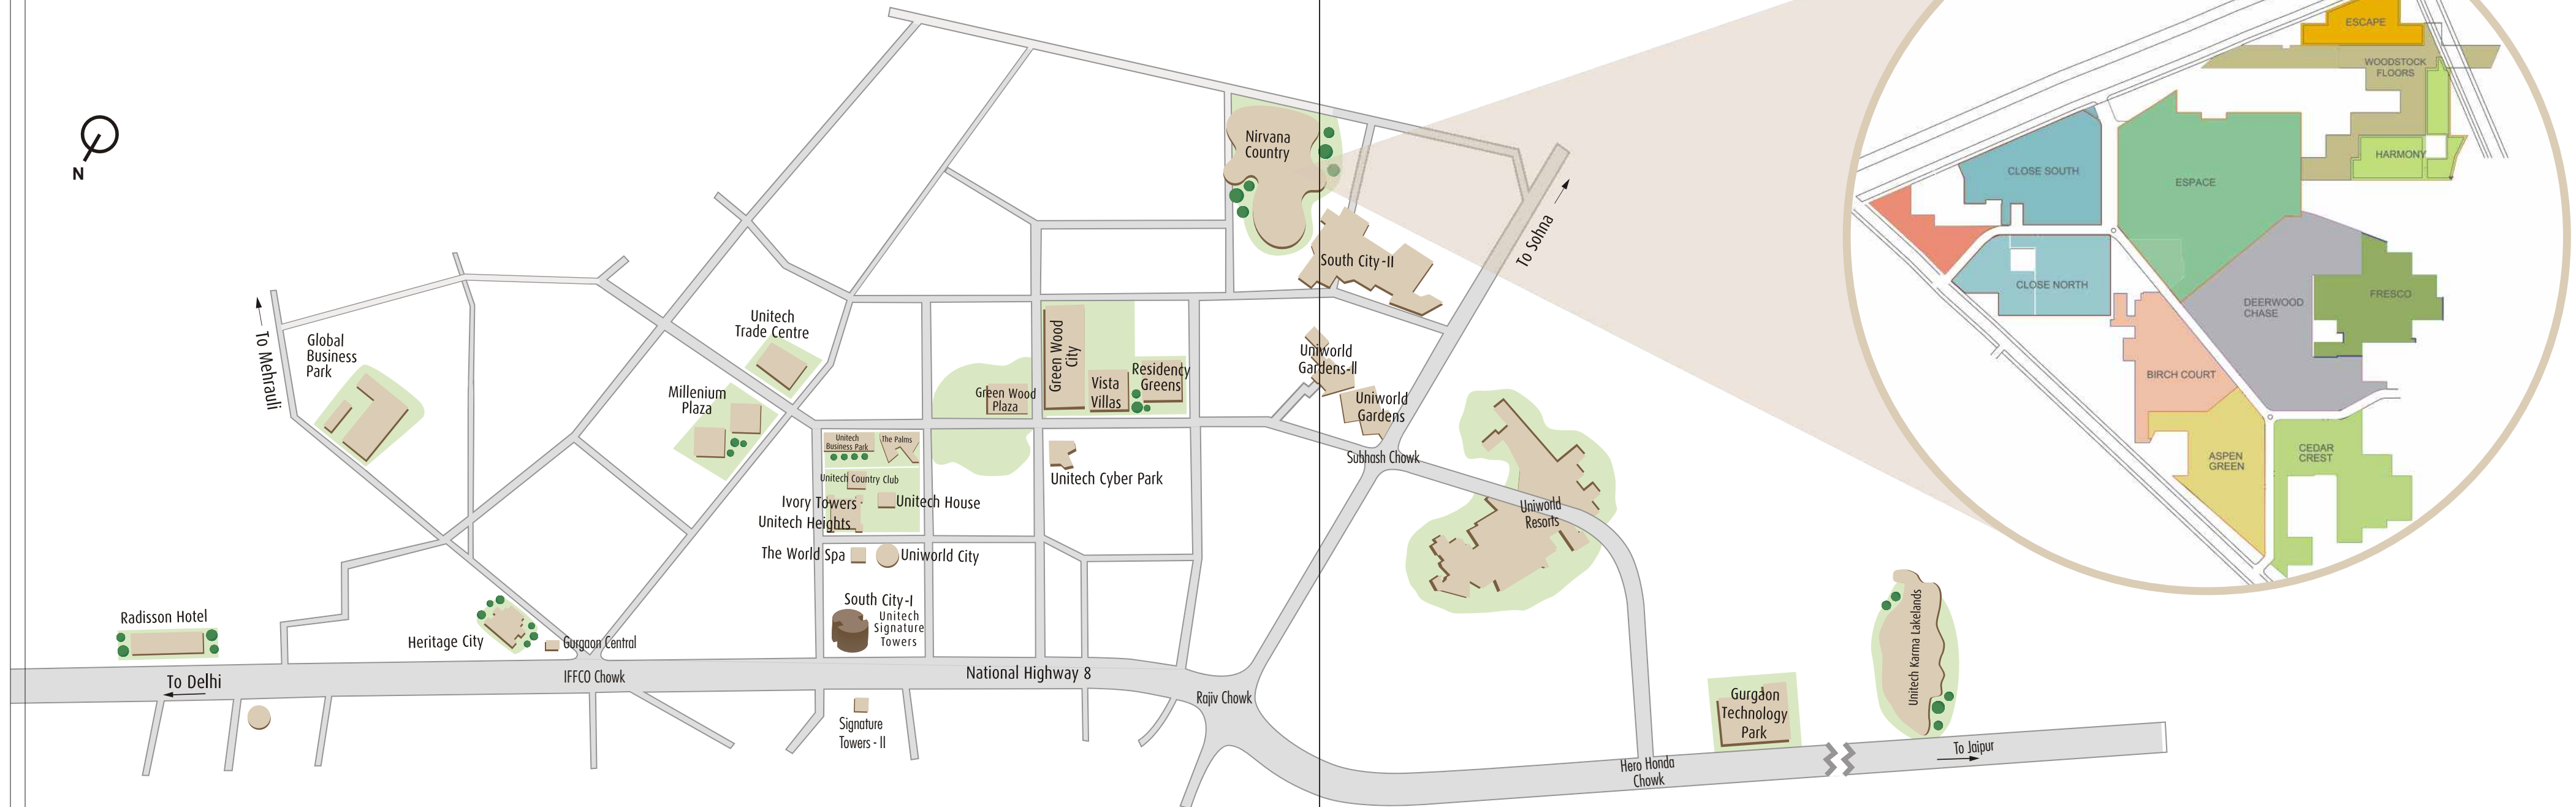 N
To Mehrauli
Global
Business
Park
Unitech
Trade Centre
Millenium
Plaza
Nirvana
Country
South City-II
To Sohna
Green Wood
City
Green Wood
Plaza
Vista
Villas
Residency
Greens
Uniworld
Gardens-II
Uniworld
Gardens
Subhash Chowk
Unitech
Business Park
The Palms
Unitech Country Club
Ivory Towers
Unitech House
Unitech Heights
Unitech Cyber Park
The World Spa
Uniworld City
South City-I
Unitech
Signature
Towers
Uniworld
Resorts
Radisson Hotel
Heritage City
Gurgaon Central
To Delhi
IFFCO Chowk
National Highway 8
Rajiv Chowk
Signature
Towers - II
Gurgaon
Technology
Park
Unitech Karma Lakelands
Hero Honda
Chowk
To Jaipur
ESCAPE
WOODSTOCK
FLOORS
HARMONY
CLOSE SOUTH
ESPACE
CLOSE NORTH
DEERWOOD
CHASE
FRESCO
BIRCH COURT
ASPEN
GREEN
CEDAR
CREST